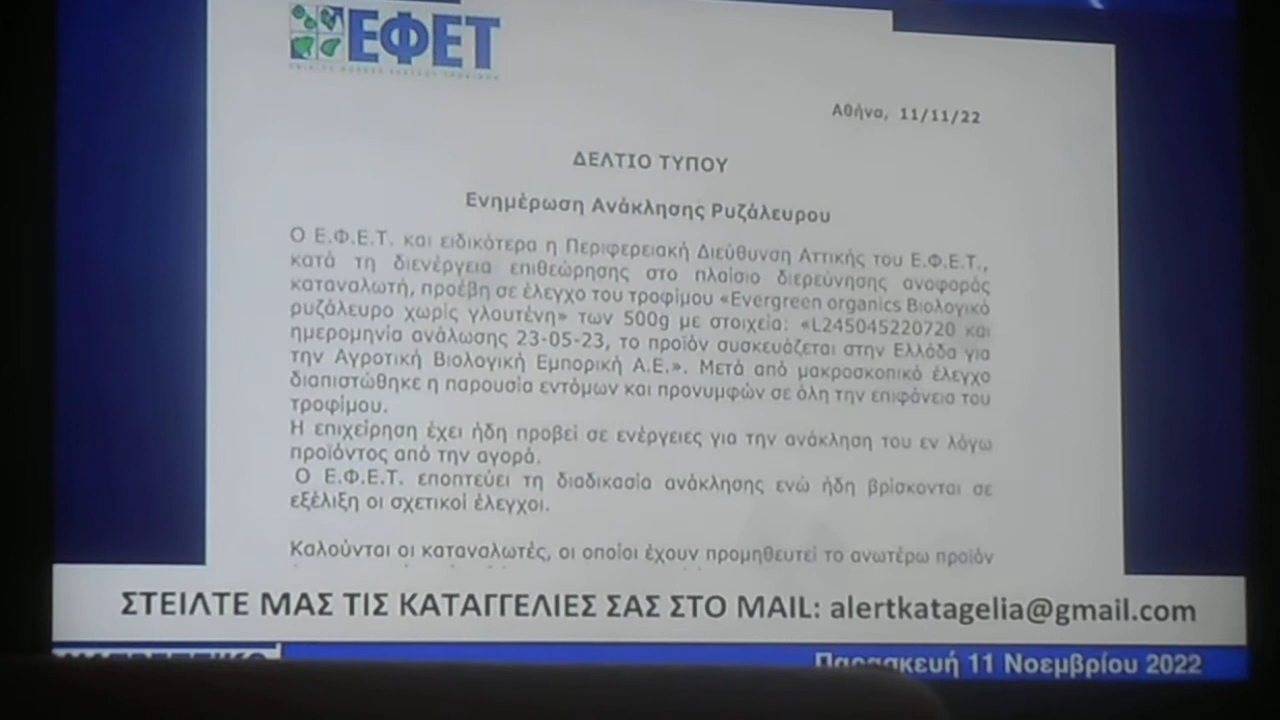 ΕΦΕΤ
Αθήνα, 11/11/22
ΔΕΛΤΙΟ ΤΥΠΟΥ
Ενημέρωση Ανάκλησης Ρυζάλευρου
Ο Ε.Φ.Ε.Τ. και ειδικότερα η Περιφερειακή Διεύθυνση Αττικής του Ε.Φ.Ε.Τ.,
κατά τη διενέργεια επιθεώρησης στο πλαίσιο διερεύνησης αναφοράς
καταναλωτή, προέβη σε έλεγχο του τροφίμου «Evergreen organics Βιολογικό
ρυζάλευρο χωρίς γλουτένη» των 500g με στοιχεία: «L245045220720 και
ημερομηνία ανάλωσης 23-05-23, το προϊόν συσκευάζεται στην Ελλάδα για
την Αγροτική Βιολογική Εμπορική Α.Ε.». Μετά από μακροσκοπικό έλεγχο
διαπιστώθηκε η παρουσία εντόμων και προνυμφών σε όλη την επιφάνεια του
τροφίμου.
Η επιχείρηση έχει ήδη προβεί σε ενέργειες για την ανάκληση του εν λόγω
προϊόντος από την αγορά.
Ο Ε.Φ.Ε.Τ. εποπτεύει τη διαδικασία ανάκλησης ενώ ήδη βρίσκονται σε
εξέλιξη οι σχετικοί έλεγχοι.
Καλούνται οι καταναλωτές, οι οποίοι έχουν προμηθευτεί το ανωτέρω προϊόν
ΣΤΕΙΛΤΕ ΜΑΣ ΤΙΣ ΚΑΤΑΓΓΕΛΙΕΣ ΣΑΣ ΣΤΟ MAIL: alertkatagelia@gmail.com
Παρασκευή 11 Νοεμβρίου 2022